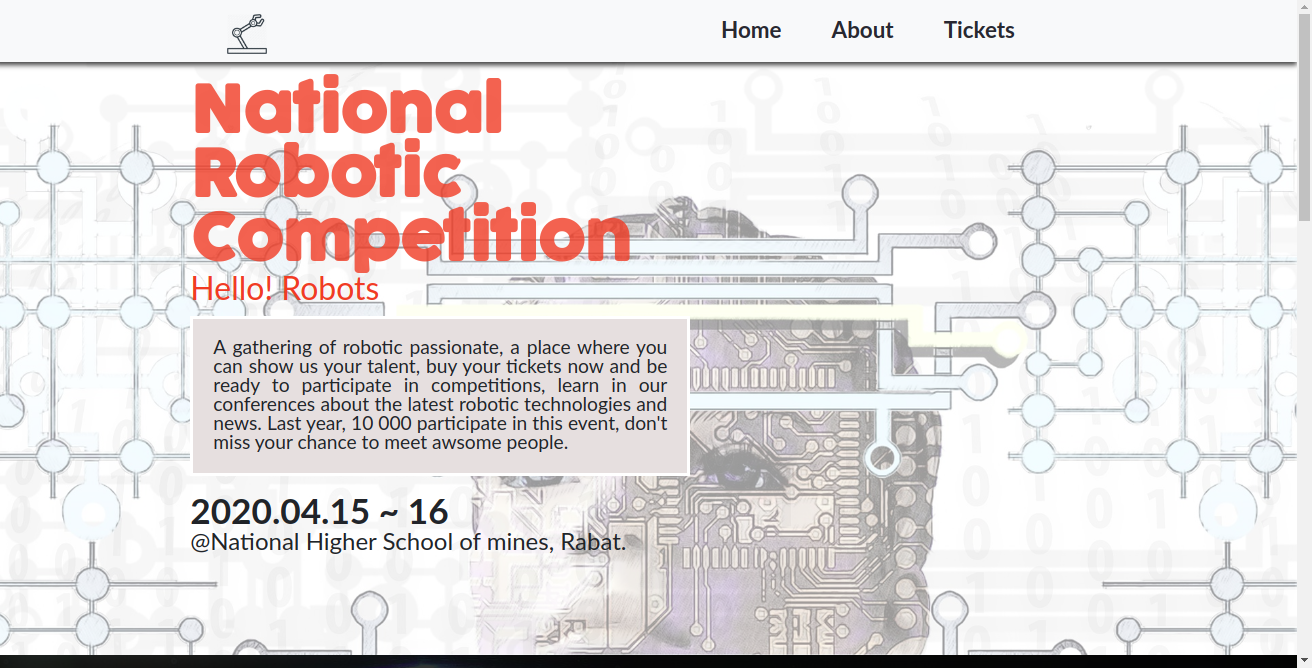 Home About Tickets
National
Robotic
Competition
Hello! Robots
A gathering of robotic passionate, a place where you
can show us your talent, buy your tickets now and be
ready to participate in competitions, learn in our
conferences about the latest robotic technologies and
news. Last year, 10 000 participate in this event, don't
miss your chance to meet awsome people.
2020.04.15 ~ 16
@National Higher School of mines, Rabat.